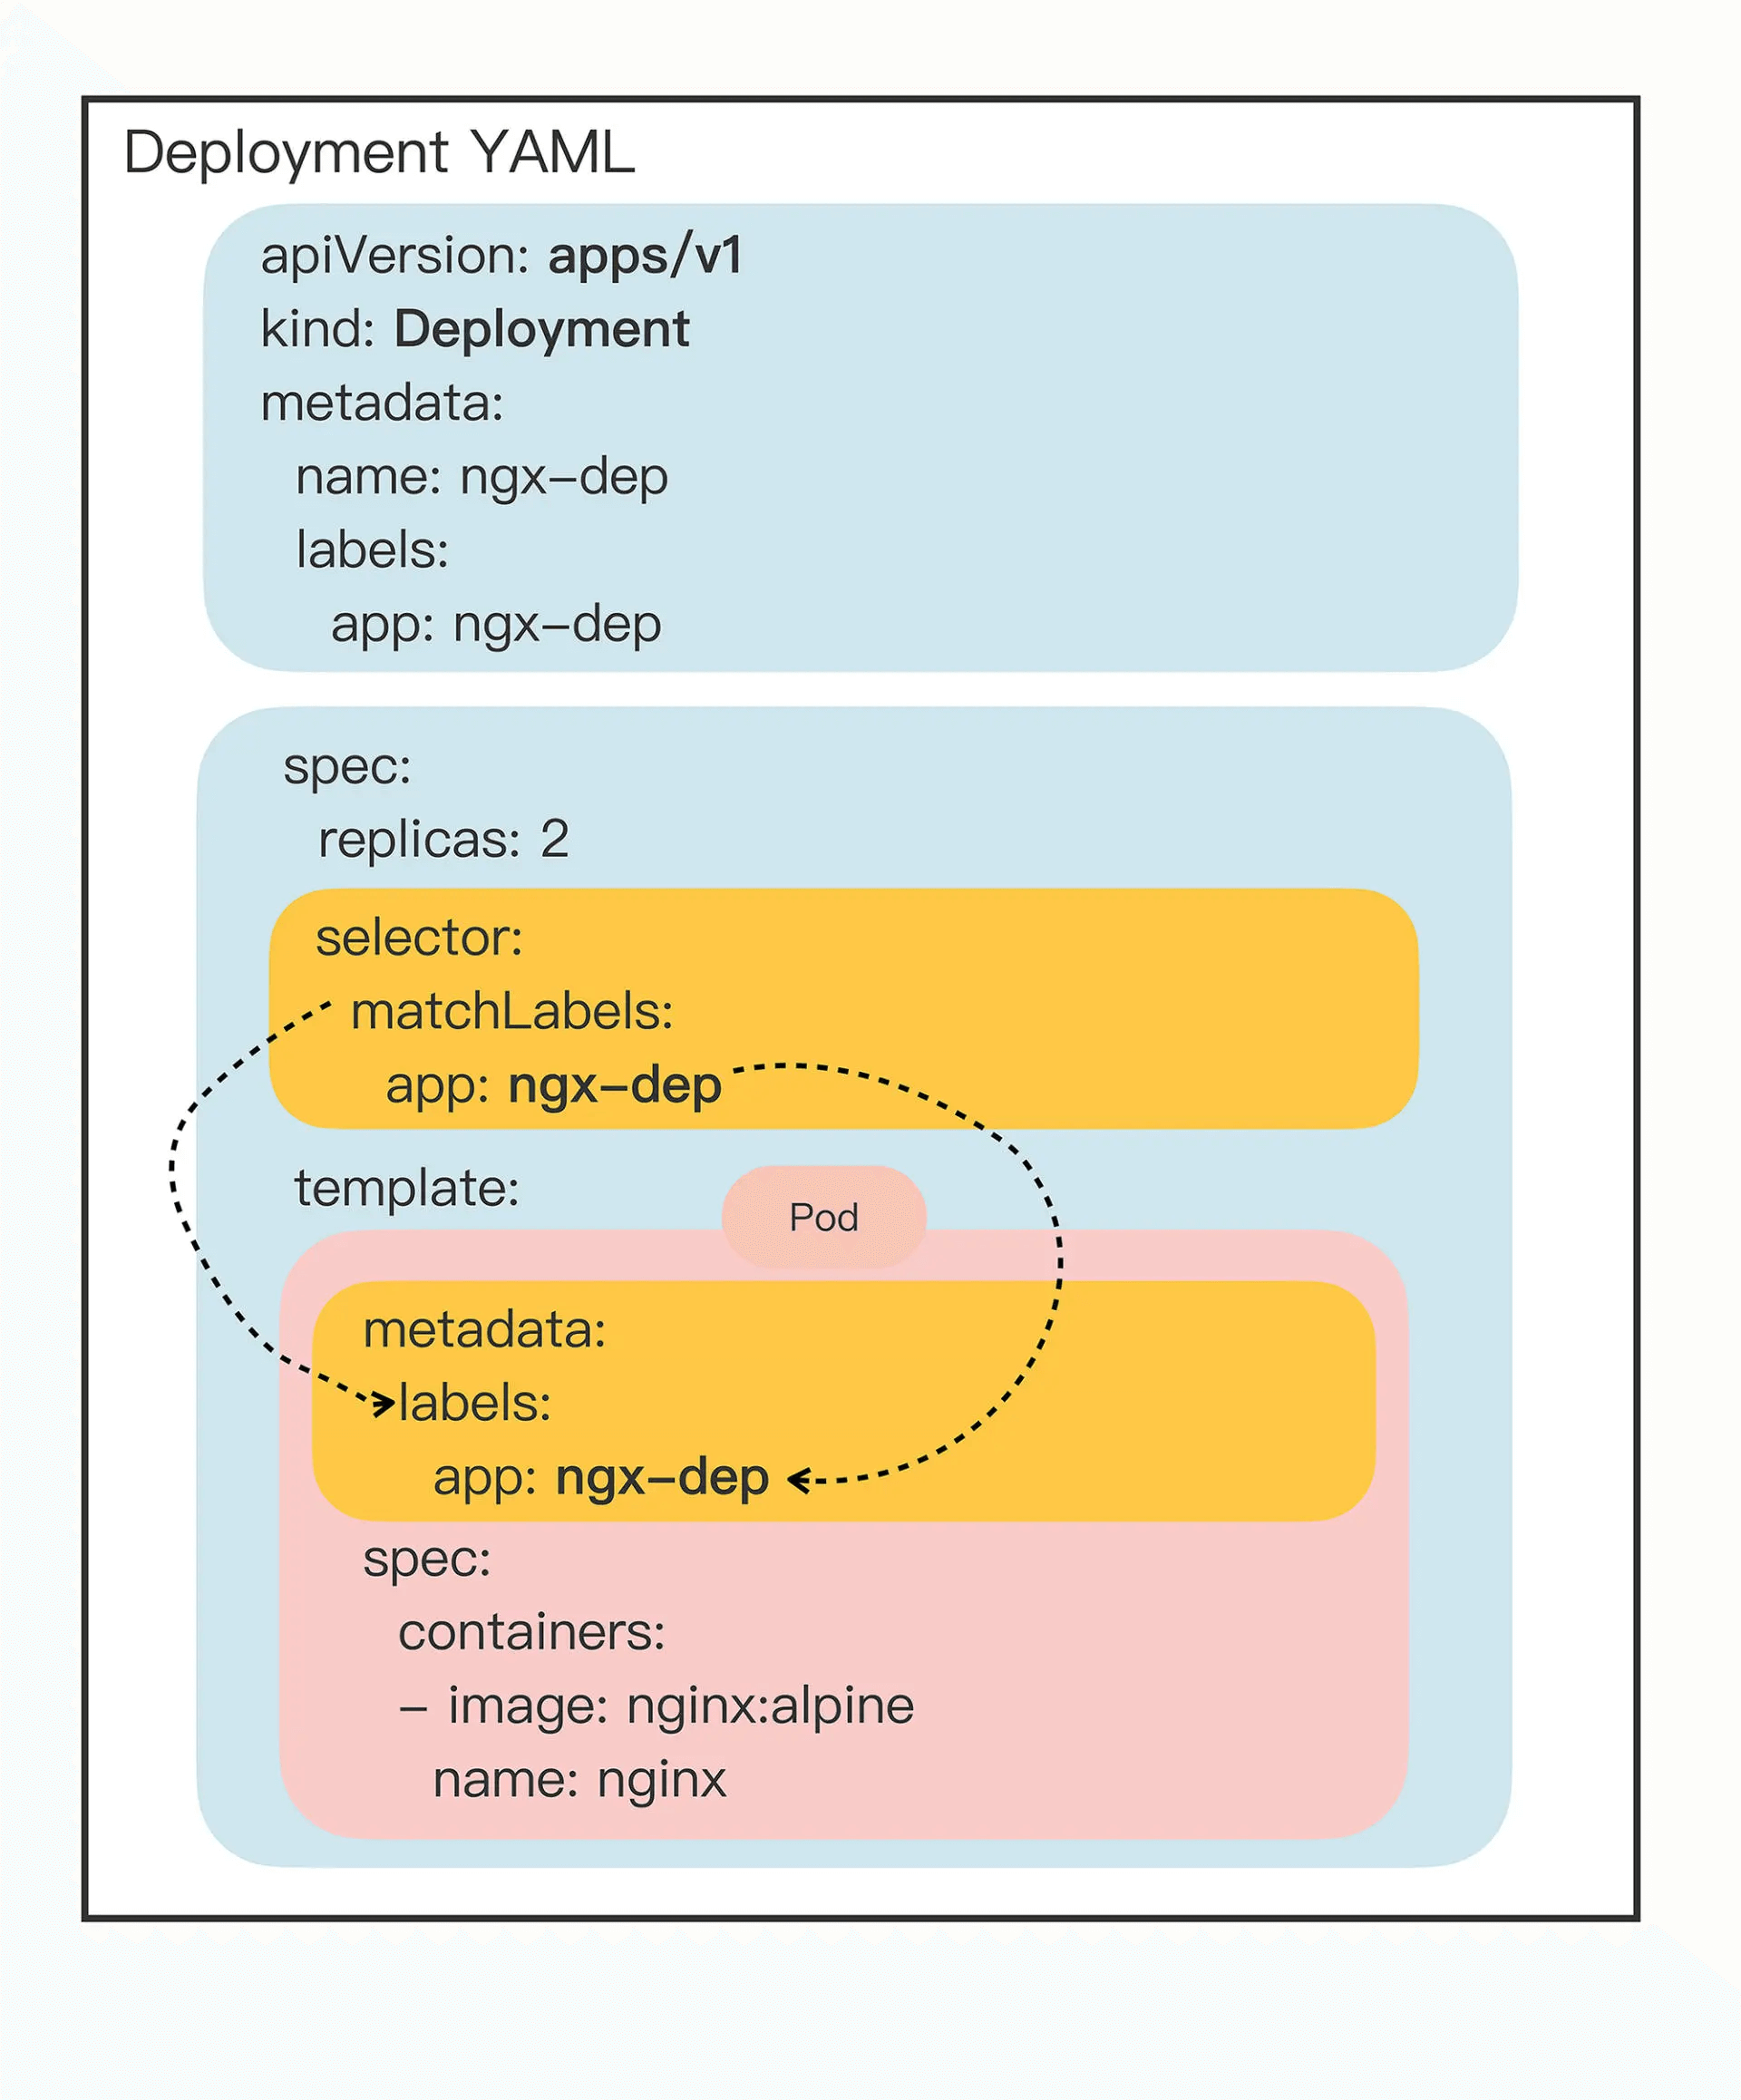 Deployment YAML
apiVersion: apps/v1
kind: Deployment
metadata:
name: ngx-dep
labels:
app: ngx-dep
spec:
replicas: 2
selector:
matchLabels:
app: ngx-dep
template:
Pod
metadata:
labels:
app: ngx-dep
spec:
containers:
- image: nginx:alpine
name: nginx